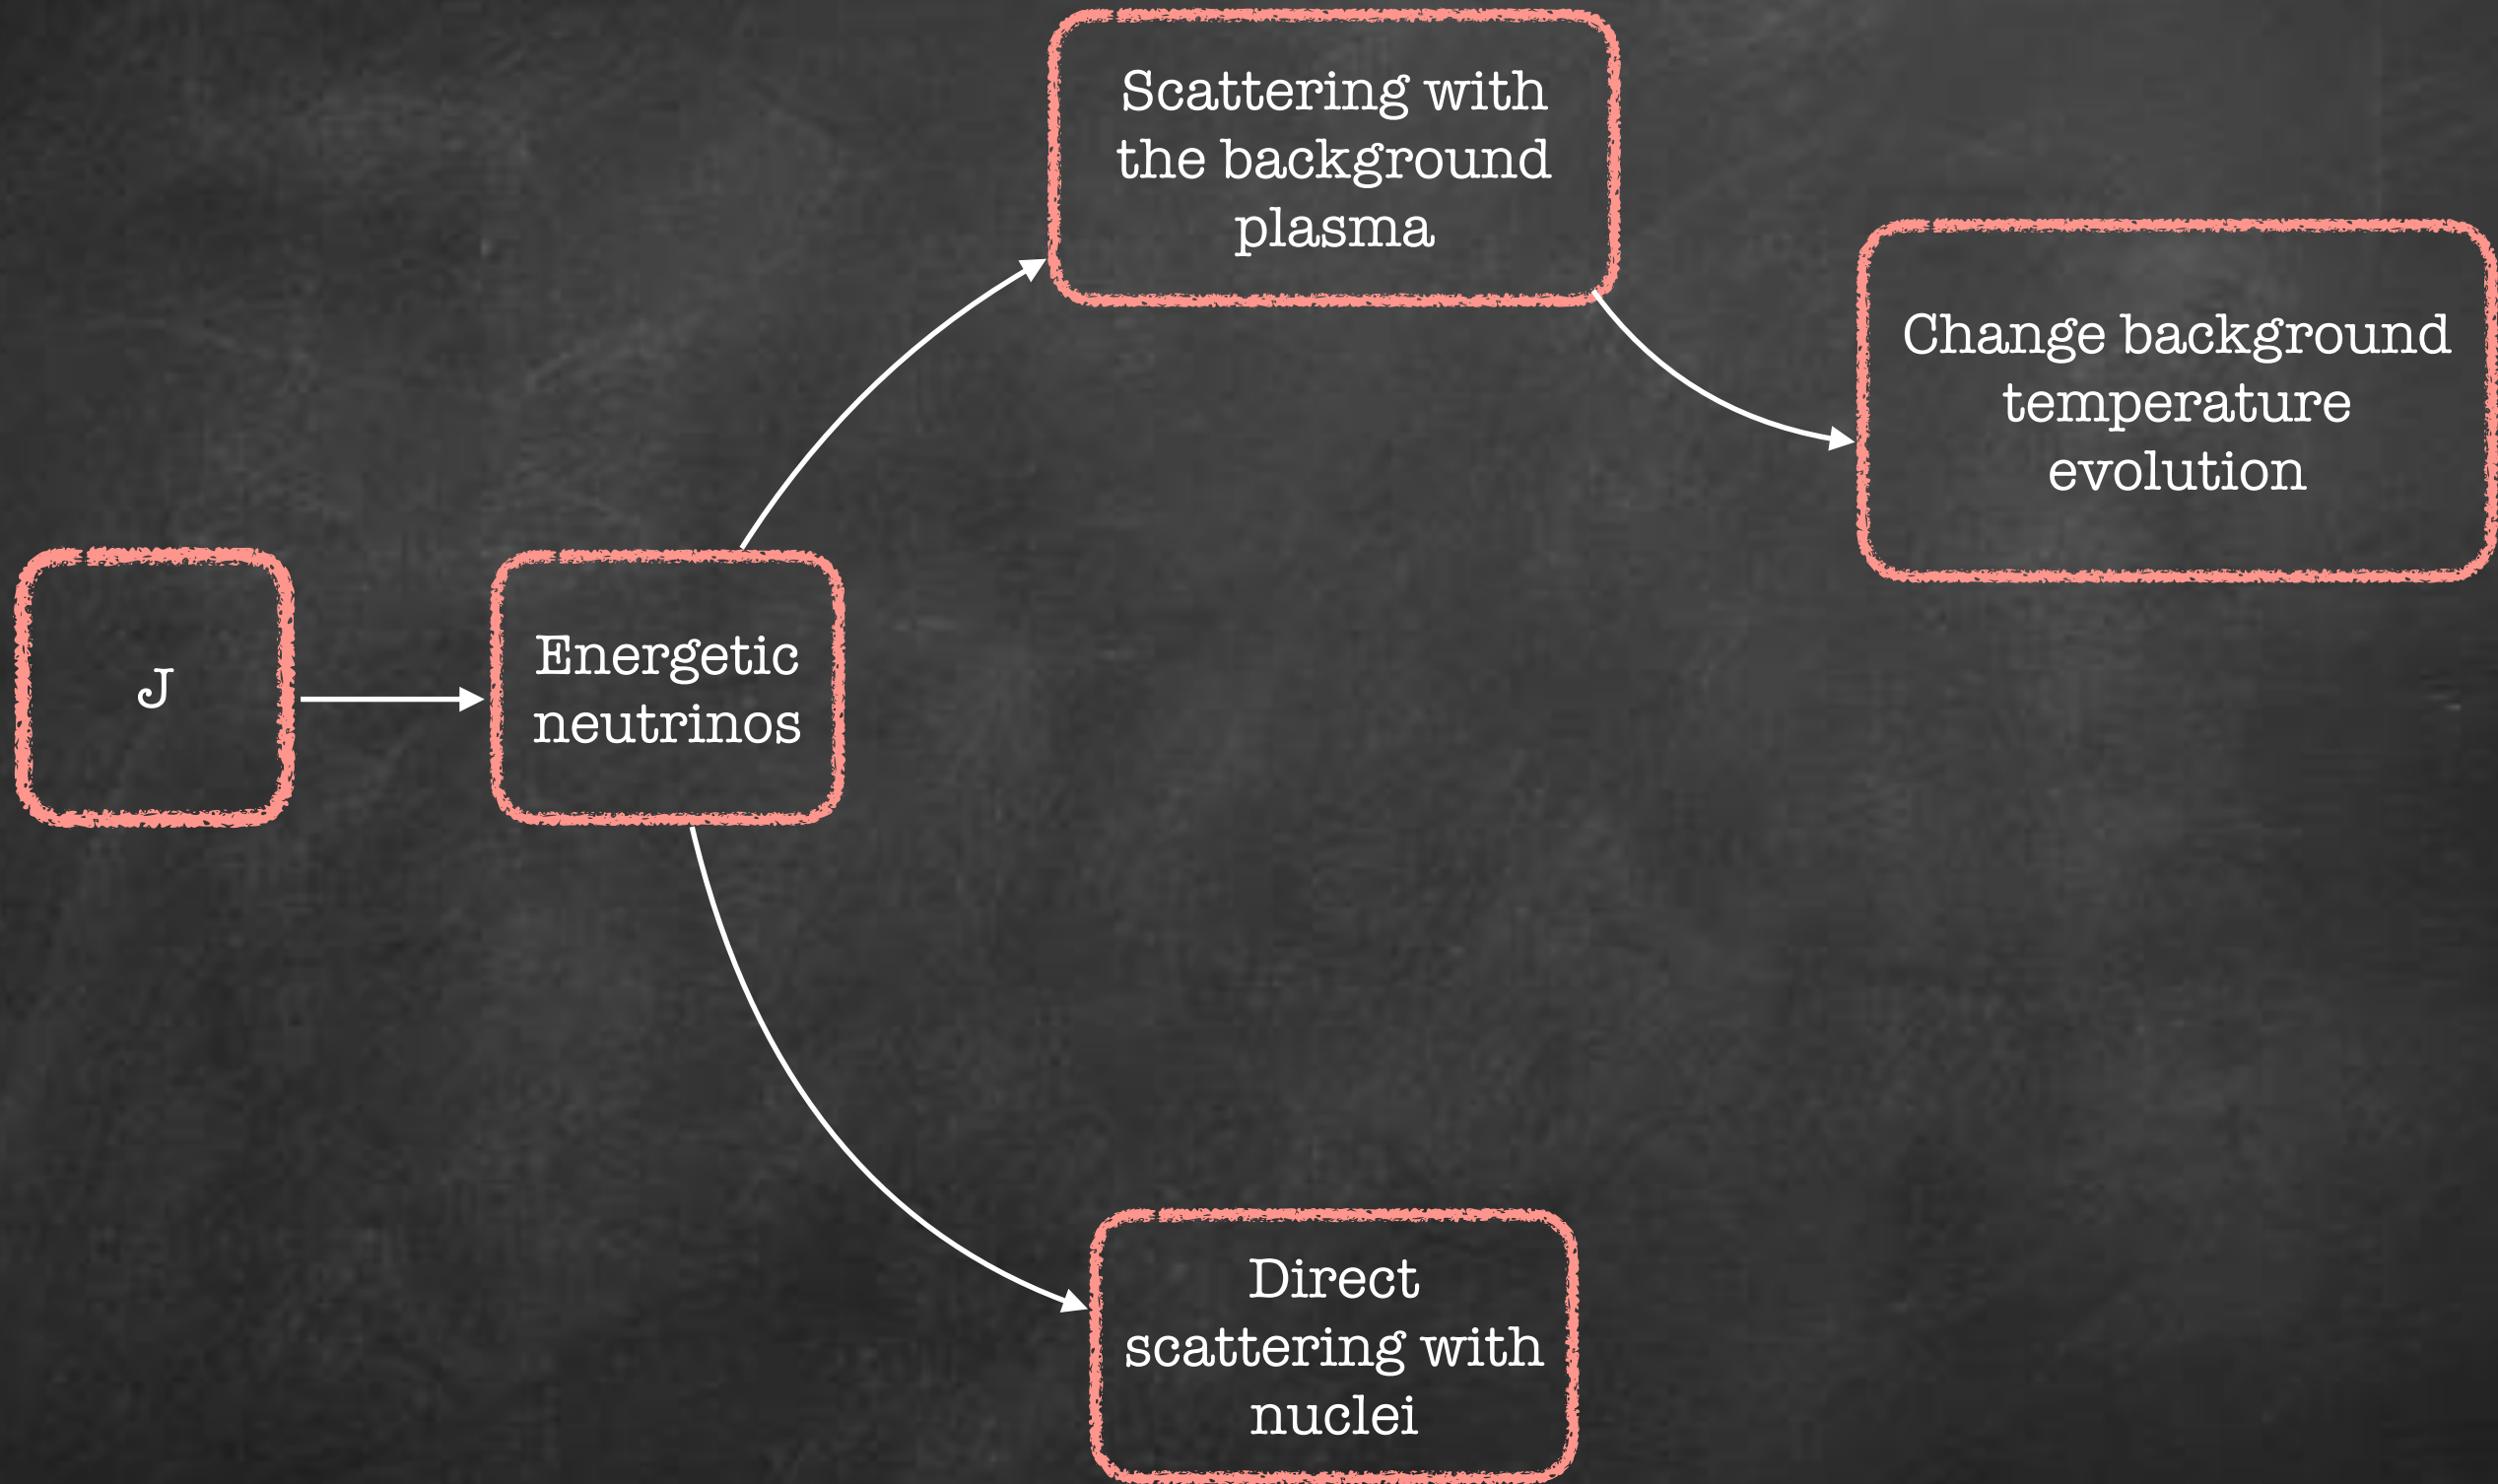 J
Energetic
neutrinos
Scattering with
the background
plasma
Change background
temperature
evolution
Direct
scattering with
nuclei